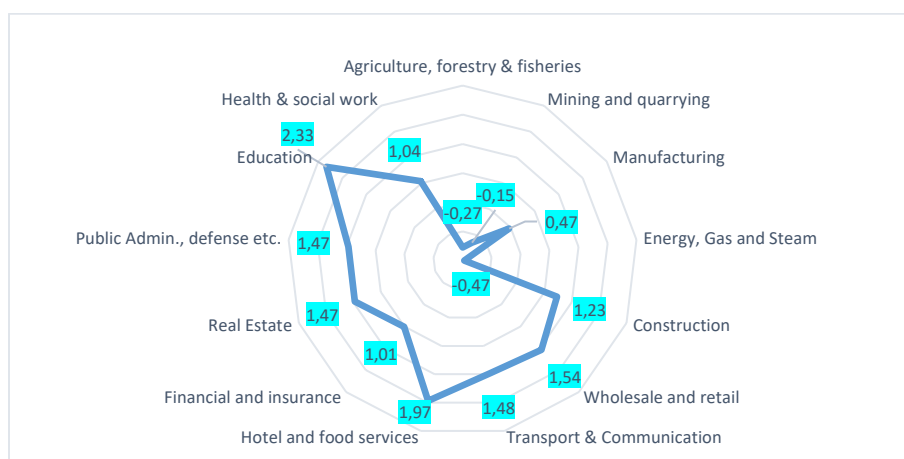 Agriculture, forestry & fisheries
Health & social work
Mining and quarrying
2,33
Education
1,04
Manufacturing
-0,15
-0,27
0,47
Public Admin., defense etc.
1,47
Energy, Gas and Steam
-0,47
Real Estate
1,47
1,23
Construction
1,01
1,54
Financial and insurance
Wholesale and retail
1,97
1,48
Hotel and food services
Transport & Communication